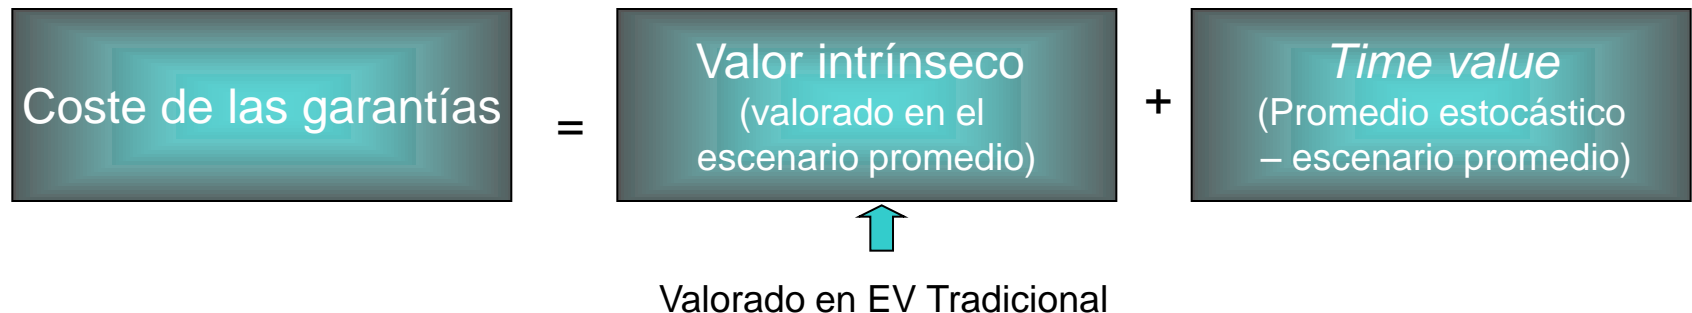 Coste de las garantías
=
Valor intrínseco
(valorado en el
escenario promedio)
+
Time value
(Promedio estocástico
– escenario promedio)
Valorado en EV Tradicional